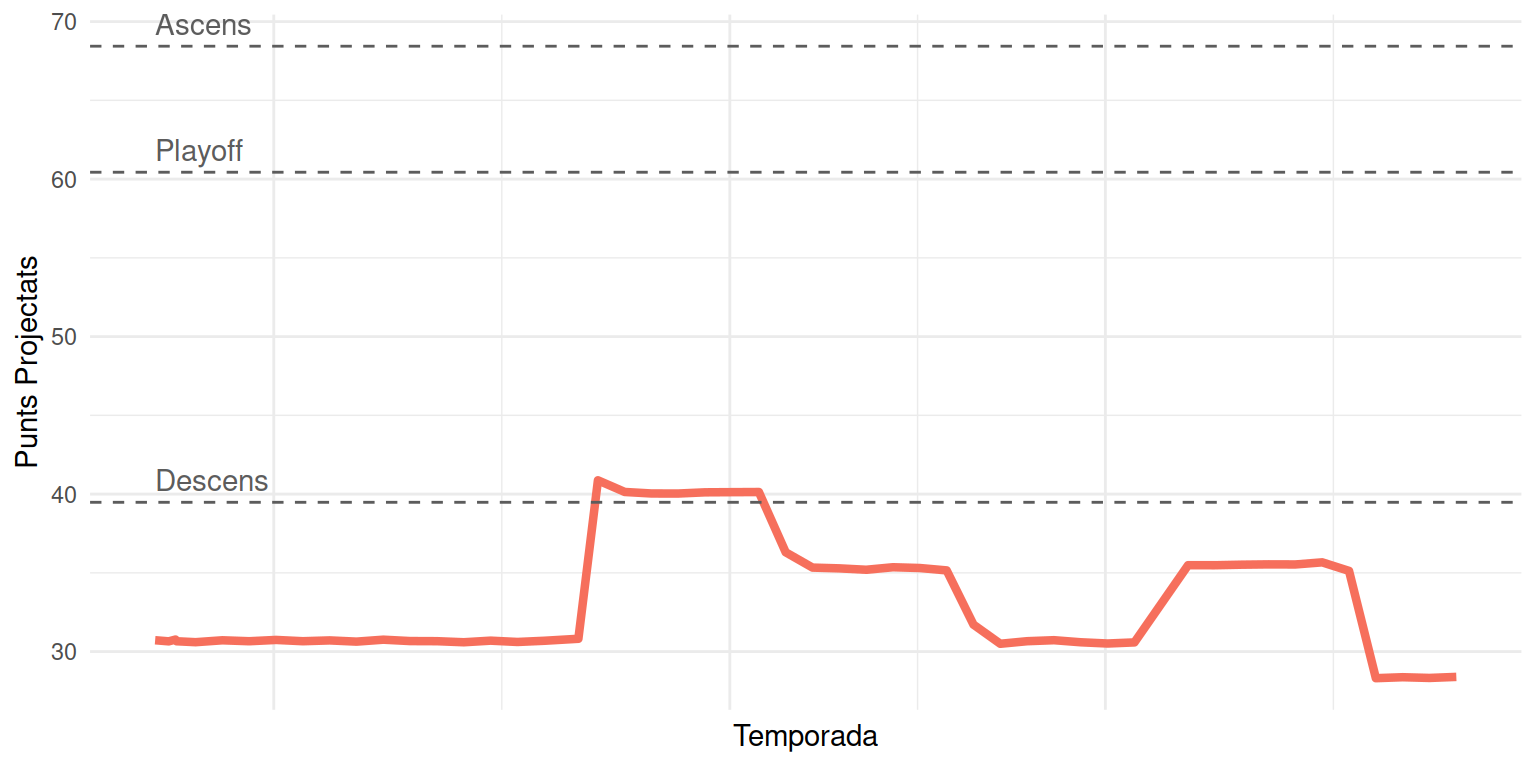 70
Ascens
Playoff
60
50
Descens
40
30
Punts Projectats
Temporada